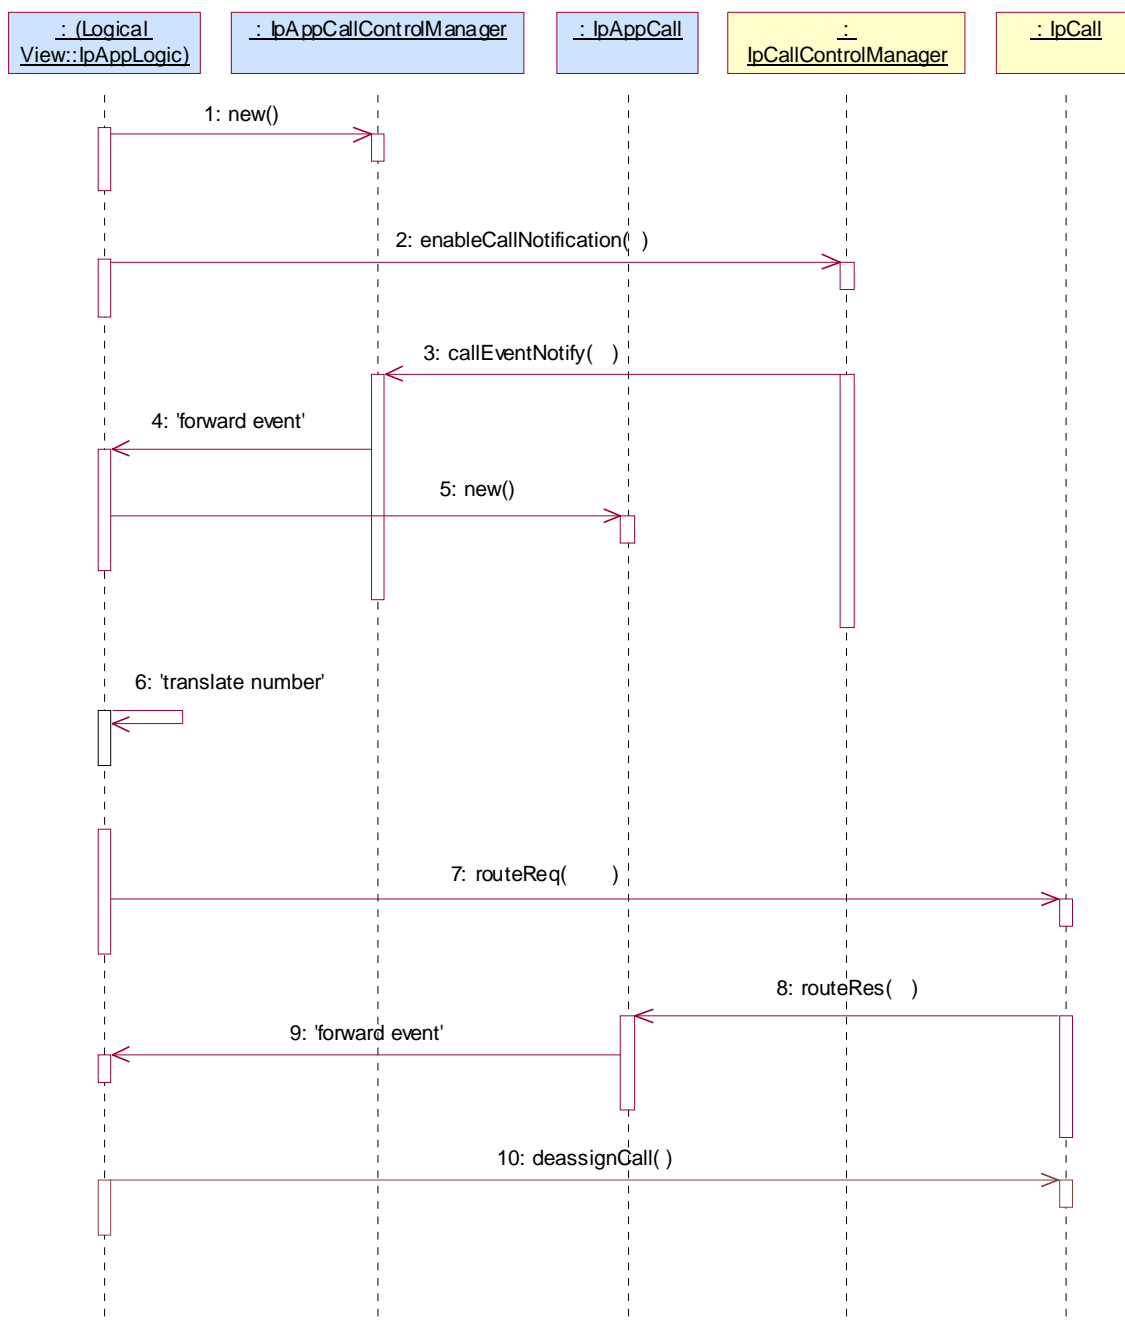 : (Logical
View::IpAppLogic)
: IpAppCallControlManager
: IpAppCall
:
IpCallControlManager
: IpCall
1: new()
2: enableCallNotification( )
3: callEventNotify( )
4: 'forward event'
5: new()
6: 'translate number'
7: routeReq( )
8: routeRes( )
9: 'forward event'
10: deassignCall( )